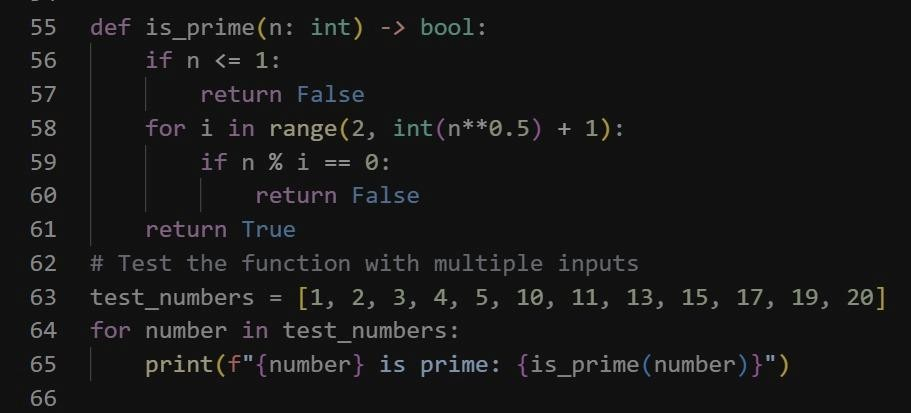 55 def is_prime(n: int) -> bool:
56     if n <= 1:
57         return False
58     for i in range(2, int(n**0.5) + 1):
59         if n % i == 0:
60             return False
61     return True
62 # Test the function with multiple inputs
63 test_numbers = [1, 2, 3, 4, 5, 10, 11, 13, 15, 17, 19, 20]
64 for number in test_numbers:
65     print(f"{number} is prime: {is_prime(number)}")
66